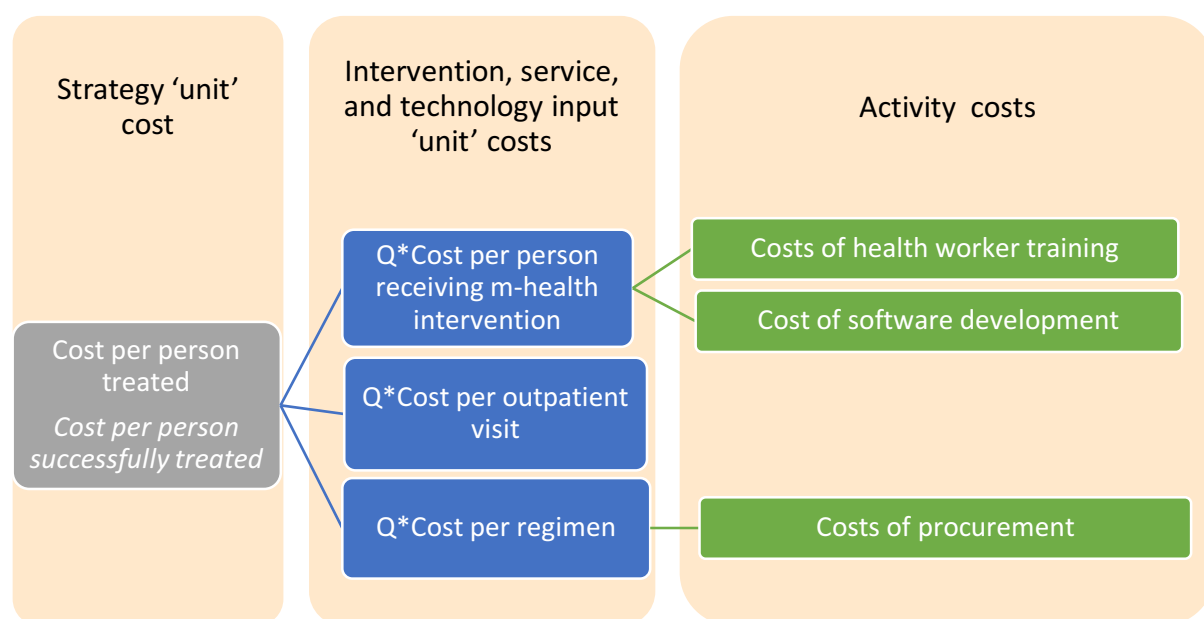 Strategy ‘unit’
cost
Intervention, service,
and technology input
‘unit’ costs
Activity costs
Cost per person
treated
Cost per person
successfully treated
Q*Cost per person
receiving m-health
intervention
Q*Cost per outpatient
visit
Q*Cost per regimen
Costs of health worker training
Cost of software development
Costs of procurement